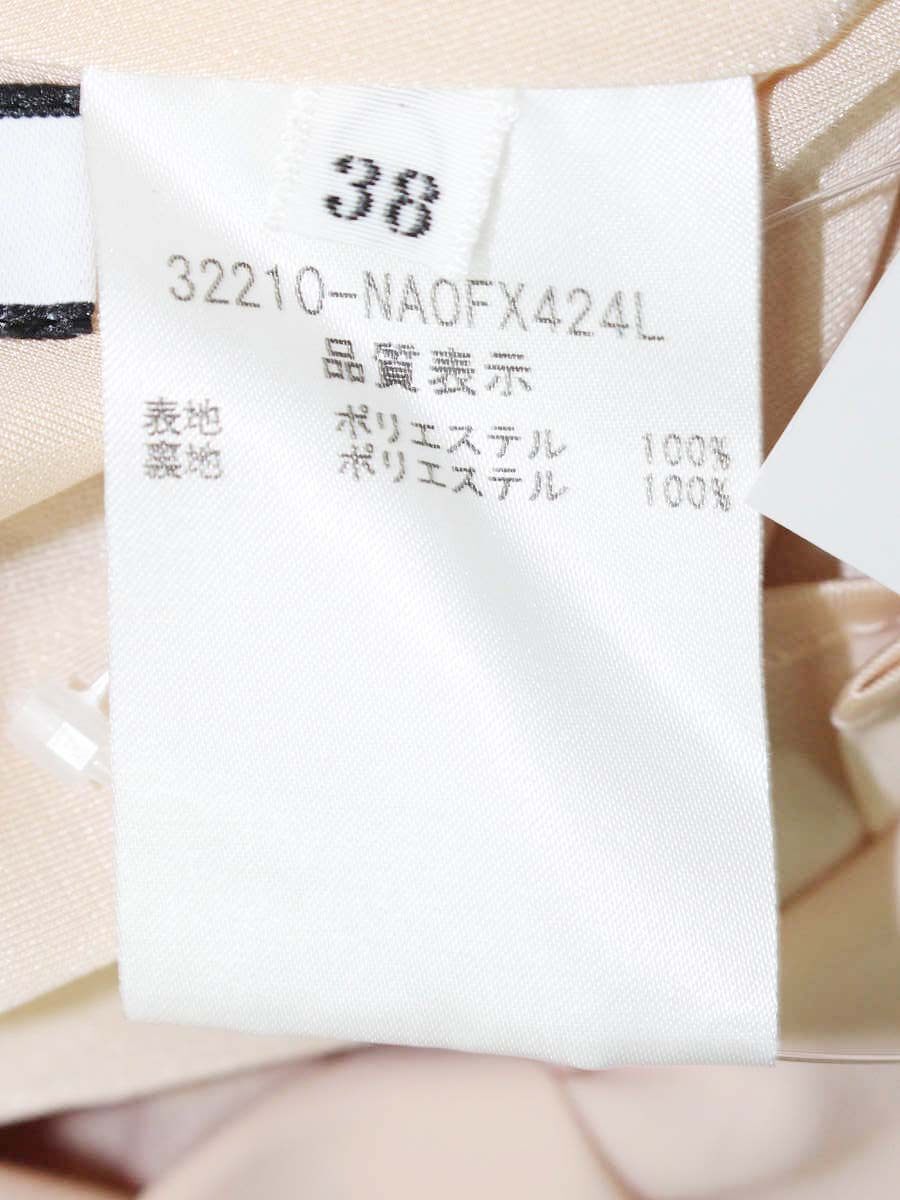 38
32210-NA0FX424L
品質表示
表地 ポリエステル 100%
裏地 ポリエステル 100%